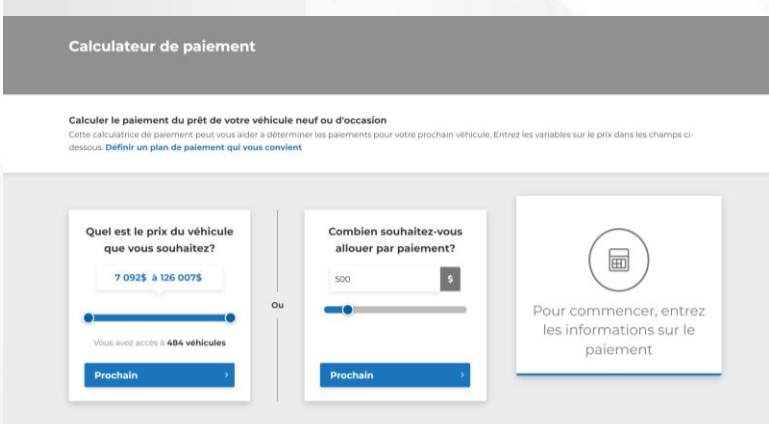 Calculateur de paiement
Calculer le paiement du prêt de votre véhicule neuf ou d'occasion
Cette calculatrice de paiement peut vous aider à déterminer les paiements pour votre prochain véhicule. Entrez les variables sur le prix dans les champs ci-
dessous. Définir un plan de paiement qui vous convient
Quel est le prix du véhicule
que vous souhaitez?
7 092$ à 126 007$
Vous avez accès à 484 véhicules
Prochain
Ou
Combien souhaitez-vous
allouer par paiement?
500 $
Prochain
Pour commencer, entrez
les informations sur le
paiement